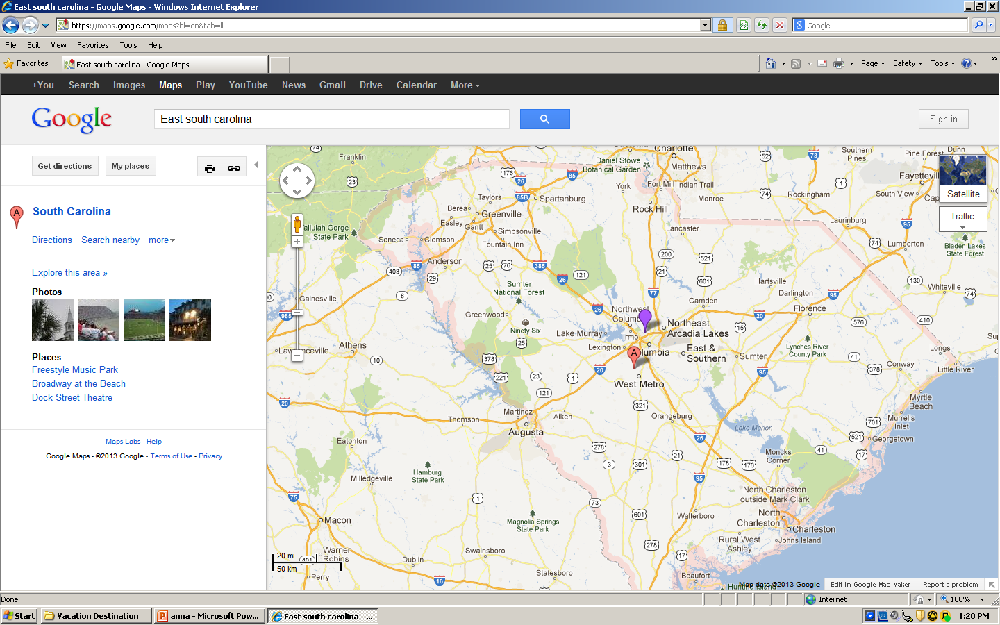 East south carolina - Google Maps - Windows Internet Explorer
https://maps.google.com/maps?hl=en&tab=ll
Google
File Edit View Favorites Tools Help
Favorites
East south carolina - Google Maps
Page Safety Tools
+You Search Images Maps Play YouTube News Gmail Drive Calendar More
Google
East south carolina
Sign in
Get directions
My places
A
South Carolina
Directions Search nearby more
Explore this area »
Photos
Places
Freestyle Music Park
Broadway at the Beach
Dock Street Theatre
Maps Labs - Help
Google Maps - ©2013 Google - Terms of Use - Privacy
Satellite
Traffic
Franklin
Charlotte
Daniel Stowe
Botanical Garden
Matthews
Southern
Pines
Pine Forest
Dunn
Fayetteville
York
Fort Mill
Indian Trail
Monroe
Rockingham
South View
Spartanburg
Taylors
Berea
Greenville
Easley
Gantt
Simpsonville
Fountain Inn
Rock Hill
Lancaster
Laurinburg
Lumberton
Bladen Lakes
State Forest
Tallulah Gorge
State Park
Seneca
Clemson
Anderson
Hartsville
Darlington
Florence
Whiteville
Gainesville
Sumter
National Forest
Camden
Greenwood
Ninety Six
Lake Murray
Irmo
Lexington
Northeast
Arcadia Lakes
East &
Southern
Sumter
Lynches River
County Park
Longs
Conway
Little River
Lawrenceville
Athens
A
West Metro
Myrtle
Beach
Murrells
Inlet
Georgetown
Martinez
Augusta
Aiken
Orangeburg
Lake Marion
Moncks
Corner
Thomson
Eatonton
Milledgeville
Hamburg
State Park
North Charleston
outside Mark Clark
North
Charleston
Charleston
Johns Island
Rural West
Ashley
Walterboro
Macon
Magnolia Springs
State Park
Warner
Robins
Swainsboro
Dublin
Perry
Statesboro
Beaufort
Hunting Island
20 mi
50 km
Map data ©2013 Google -
Edit in Google Map Maker
Report a problem
Done
Internet
100%
Start
Vacation Destination
anna - Microsoft Pow...
East south carolina - ...
1:20 PM